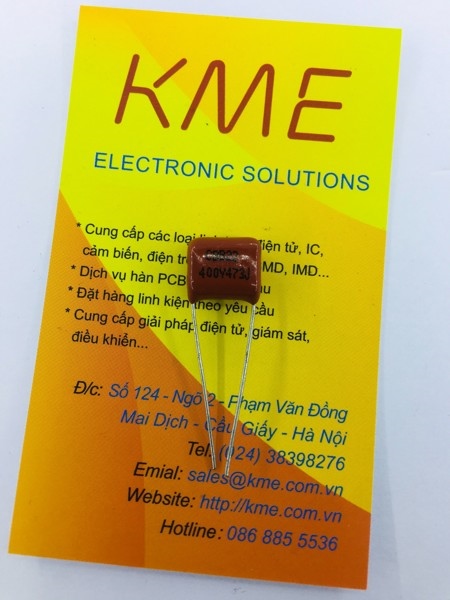 KME
ELECTRONIC SOLUTIONS
* Cung cấp các loại điện tử, IC,
cảm biến, điện MD, IMD...
* Dịch vụ hàn PCB
* Đặt hàng linh kiện theo yêu cầu
* Cung cấp giải pháp điện tử, giám sát,
điều khiển...
400V473J
Đ/c: Số 124 - Ngõ 2 - Phạm Văn Đồng
Mai Dịch - Cầu Giấy - Hà Nội
Tel: (024) 38398276
Emial: sales@kme.com.vn
Website: http://kme.com.vn
Hotline: 086 885 5536